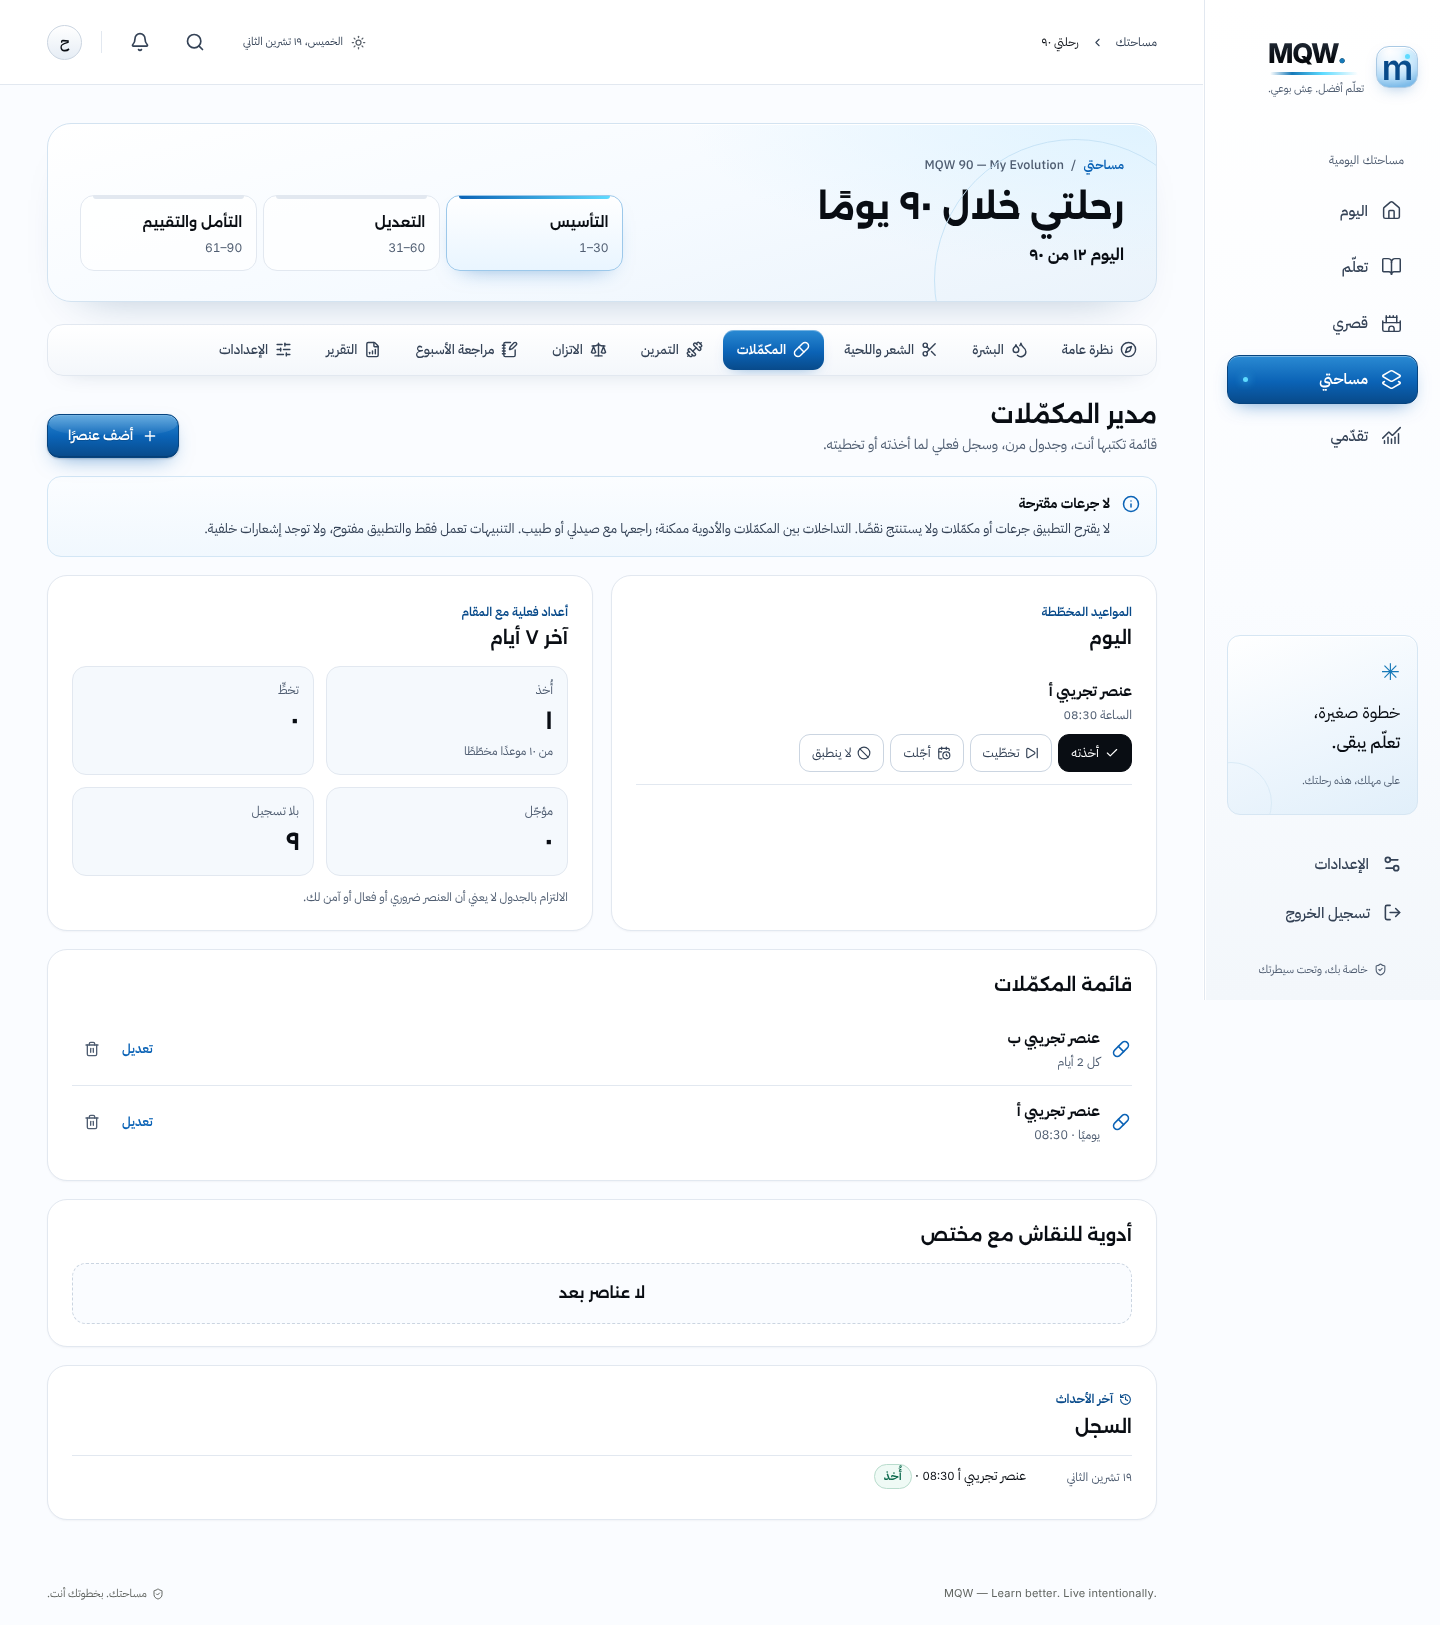 MQW.
تعلّم أفضل. عِش بوعي.
مساحتك اليومية
اليوم
تعلّم
قصري
مساحتي
تقدّمي
خطوة صغيرة،
تعلّم يبقى.
على مهلك، هذه رحلتك.
الإعدادات
تسجيل الخروج
خاصة بك، وتحت سيطرتك
مساحتك
رحلتي ٩٠
الخميس، ١٩ تشرين الثاني
ح
مساحتي / MQW 90 — My Evolution
رحلتي خلال ٩٠ يومًا
اليوم ١٢ من ٩٠
التأسيس
1–30
التعديل
31–60
التأمل والتقييم
61–90
نظرة عامة
البشرة
الشعر واللحية
المكمّلات
التمرين
الاتزان
مراجعة الأسبوع
التقرير
الإعدادات
مدير المكمّلات
قائمة تكتبها أنت، وجدول مرن، وسجل فعلي لما أخذته أو تخطيته.
أضف عنصرًا
لا جرعات مقترحة
لا يقترح التطبيق جرعات أو مكمّلات ولا يستنتج نقصًا. التداخلات بين المكمّلات والأدوية ممكنة؛ راجعها مع صيدلي أو طبيب. التنبيهات تعمل فقط والتطبيق مفتوح، ولا توجد إشعارات خلفية.
المواعيد المخطّطة
اليوم
عنصر تجريبي أ
الساعة 08:30
أخذته
تخطّيت
أجّلت
لا ينطبق
أعداد فعلية مع المقام
آخر ٧ أيام
أُخذ
١
من ١٠ موعدًا مخطّطًا
تخطٍّ
٠
مؤجّل
٠
بلا تسجيل
٩
الالتزام بالجدول لا يعني أن العنصر ضروري أو فعال أو آمن لك.
قائمة المكمّلات
عنصر تجريبي ب
كل 2 أيام
تعديل
عنصر تجريبي أ
يوميًا · 08:30
تعديل
أدوية للنقاش مع مختص
لا عناصر بعد
آخر الأحداث
السجل
١٩ تشرين الثاني
عنصر تجريبي أ 08:30 · أُخذ
MQW — Learn better. Live intentionally.
مساحتك. بخطوتك أنت.